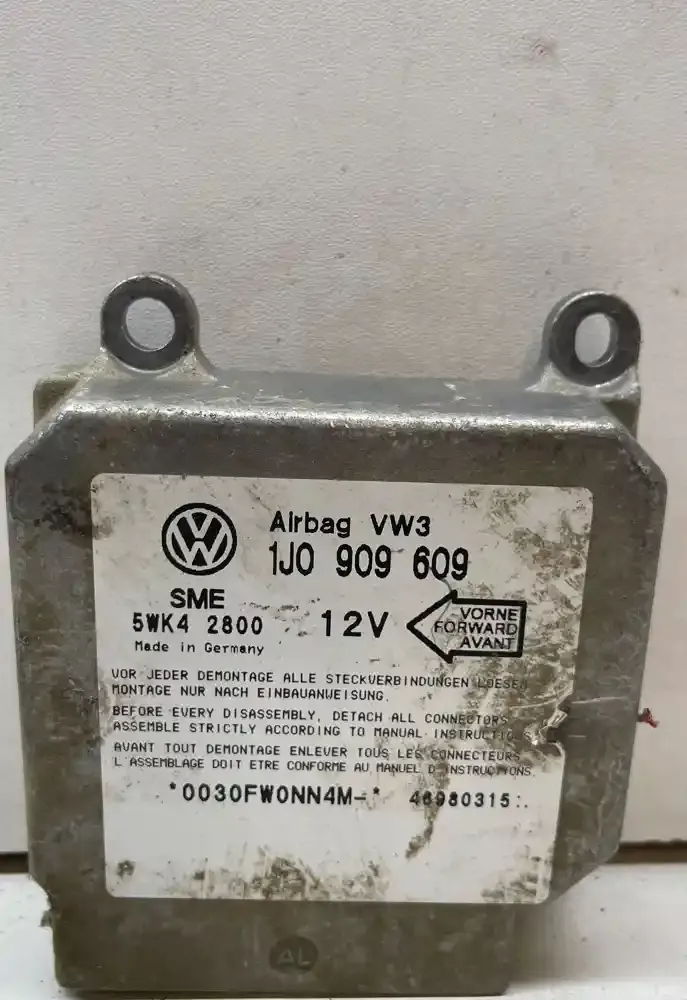 Airbag VW3
1J0 909 609
SME
5WK4 2800
12V
VORNE
FORWARD
AVANT
Made in Germany
VOR JEDER DEMONTAGE ALLE STECKVERBINDUNGEN LOESEN
MONTAGE NUR NACH EINBAUANWEISUNG.
BEFORE EVERY DISASSEMBLY, DETACH ALL CONNECTORS
ASSEMBLE STRICTLY ACCORDING TO MANUAL INSTRUCTIONS
AVANT TOUT DEMONTAGE ENLEVER TOUS LES CONNECTEURS
L'ASSEMBLAGE DOIT ETRE CONFORME AU MANUEL D'INSTRUCTIONS
*0030FW0NN4M-* 46980315
AL